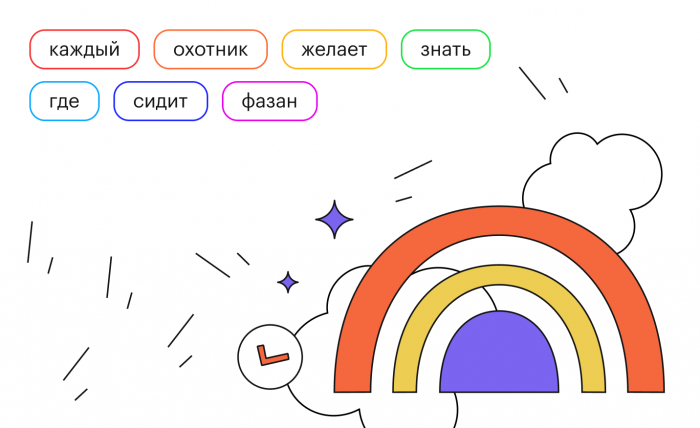 каждый охотник желает знать
где сидит фазан